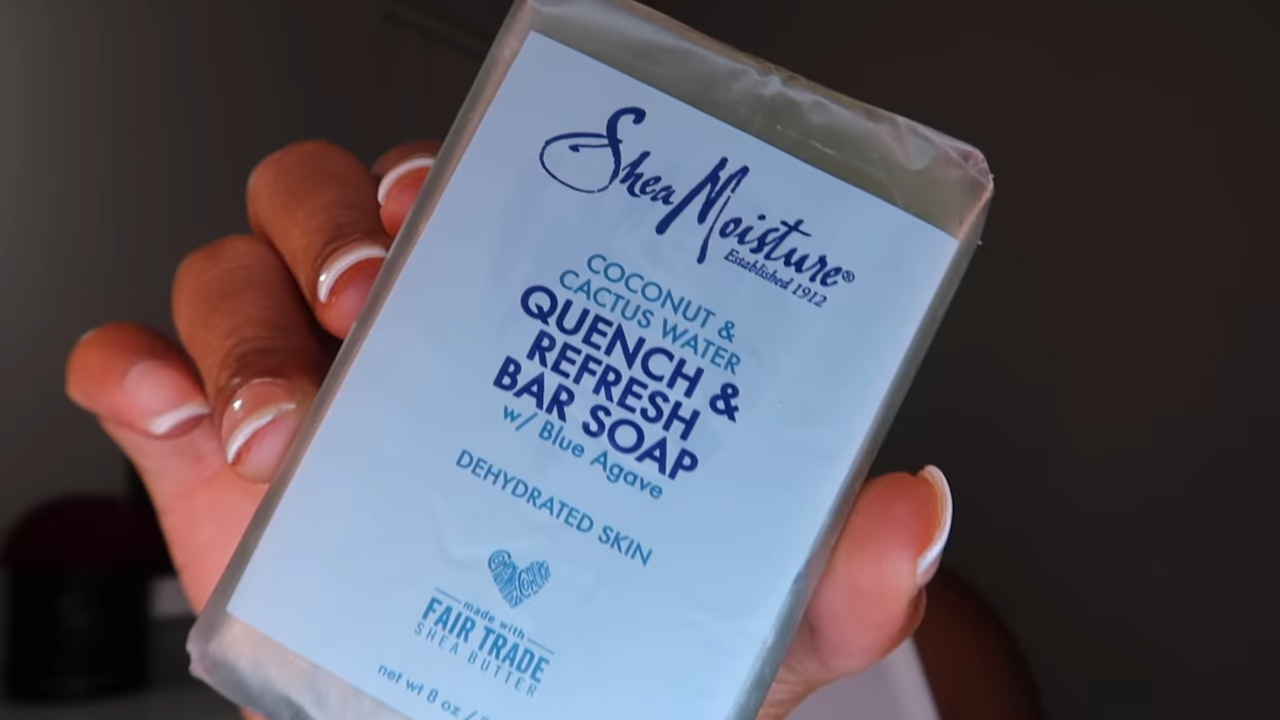 SheaMoisture®
Established 1912
COCONUT &
CACTUS WATER
QUENCH &
REFRESH
BAR SOAP
w/ Blue Agave
DEHYDRATED SKIN
made with
FAIR TRADE
SHEA BUTTER
net wt 8 oz /